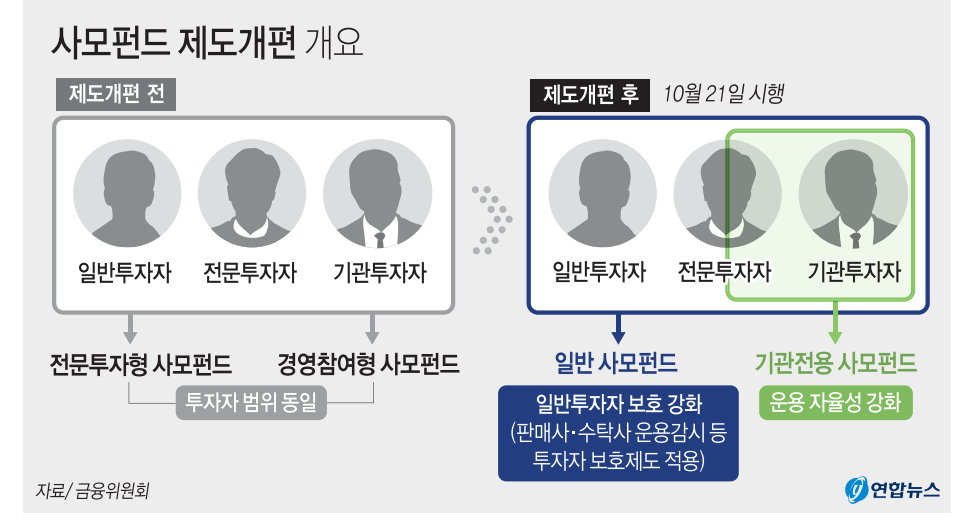 사모펀드 제도개편 개요
제도개편 전
일반투자자 전문투자자 기관투자자
전문투자형 사모펀드 경영참여형 사모펀드
투자자 범위 동일
제도개편 후 10월 21일 시행
일반투자자 전문투자자 기관투자자
일반 사모펀드
일반투자자 보호 강화
(판매사·수탁사 운용감시 등
투자자 보호제도 적용)
기관전용 사모펀드
운용 자율성 강화
자료/ 금융위원회
연합뉴스